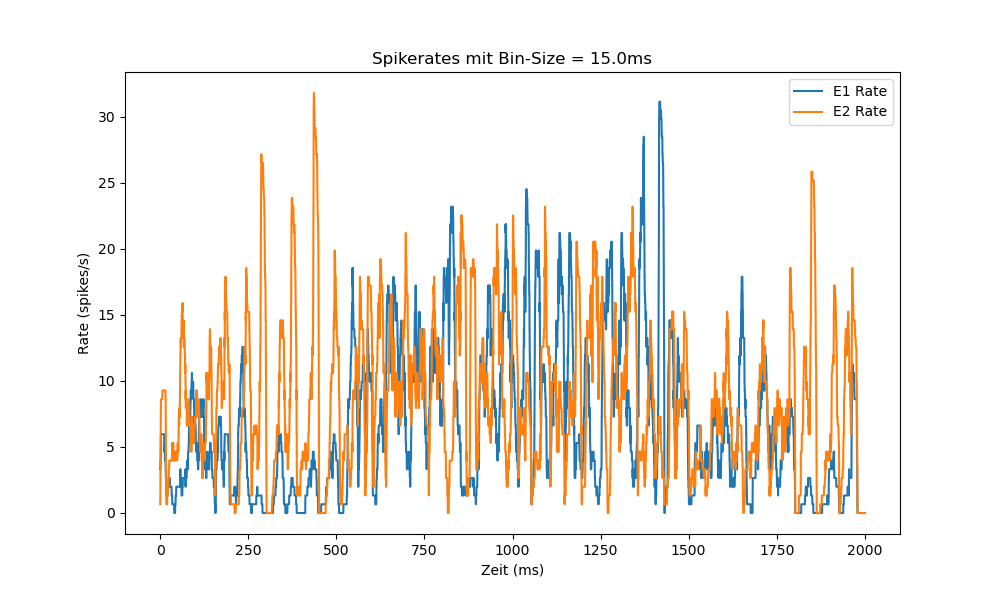 Spikerates mit Bin-Size = 15.0ms
E1 Rate
E2 Rate
30
25
20
15
10
5
0
Rate (spikes/s)
0 250 500 750 1000 1250 1500 1750 2000
Zeit (ms)